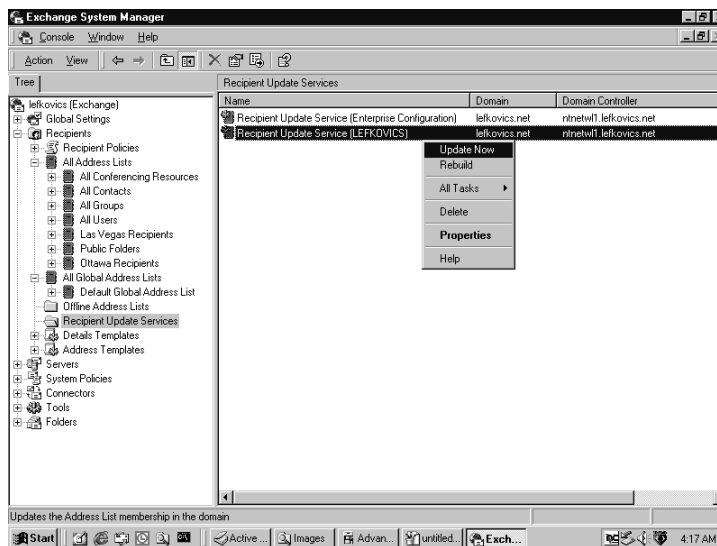 Exchange System Manager
Console Window Help
Action View
Tree
Recipient Update Services
lefkovics (Exchange)
Global Settings
Recipients
Recipient Policies
All Address Lists
All Conferencing Resources
All Contacts
All Groups
All Users
Las Vegas Recipients
Public Folders
Ottawa Recipients
All Global Address Lists
Default Global Address List
Offline Address Lists
Recipient Update Services
Details Templates
Address Templates
Servers
System Policies
Connectors
Tools
Folders
Name Domain Domain Controller
Recipient Update Service (Enterprise Configuration) lefkovics.net ntnetwl1.lefkovics.net
Recipient Update Service (LEFKOVICS) lefkovics.net ntnetwl1.lefkovics.net
Update Now
Rebuild
All Tasks
Delete
Properties
Help
Updates the Address List membership in the domain
Start Active ... Images Advan... untitled... Exch... 4:17 AM